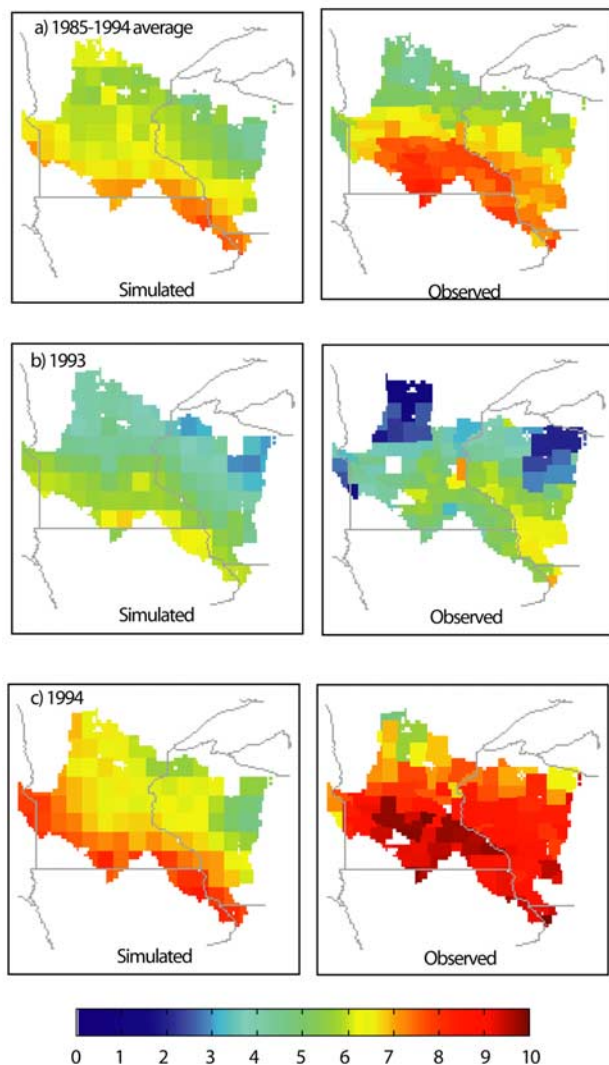 a) 1985-1994 average
Simulated
Observed
b) 1993
Simulated
Observed
c) 1994
Simulated
Observed
0 1 2 3 4 5 6 7 8 9 10